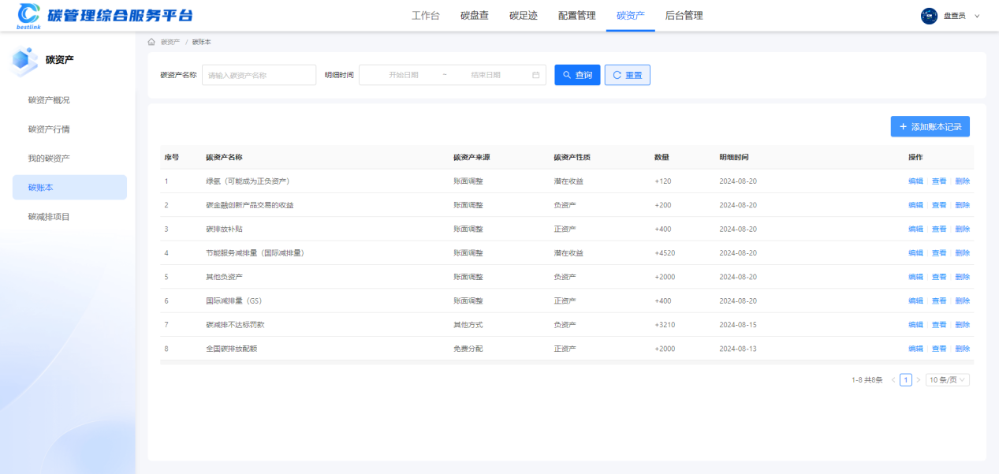 bestlink 碳管理综合服务平台 工作台 碳盘查 碳足迹 配置管理 碳资产 后台管理 盘查员
碳资产
碳资产概况
碳资产行情
我的碳资产
碳账本
碳减排项目
碳资产 / 碳账本
碳资产名称 请输入碳资产名称 明细时间 开始日期 ~ 结束日期 查询 重置
+ 添加账本记录
序号 碳资产名称 碳资产来源 碳资产性质 数量 明细时间 操作
1 绿氢（可能成为正负资产） 账面调整 潜在收益 +120 2024-08-20 编辑 查看 删除
2 碳金融创新产品交易的收益 账面调整 负资产 +200 2024-08-20 编辑 查看 删除
3 碳排放补贴 账面调整 正资产 +400 2024-08-20 编辑 查看 删除
4 节能服务减排量（国际减排量） 账面调整 潜在收益 +4520 2024-08-20 编辑 查看 删除
5 其他负资产 账面调整 负资产 +2000 2024-08-20 编辑 查看 删除
6 国际减排量（GS） 账面调整 正资产 +400 2024-08-20 编辑 查看 删除
7 碳减排不达标罚款 其他方式 负资产 +3210 2024-08-15 编辑 查看 删除
8 全国碳排放配额 免费分配 正资产 +2000 2024-08-13 编辑 查看 删除
1-8 共8条 < 1 > 10 条/页